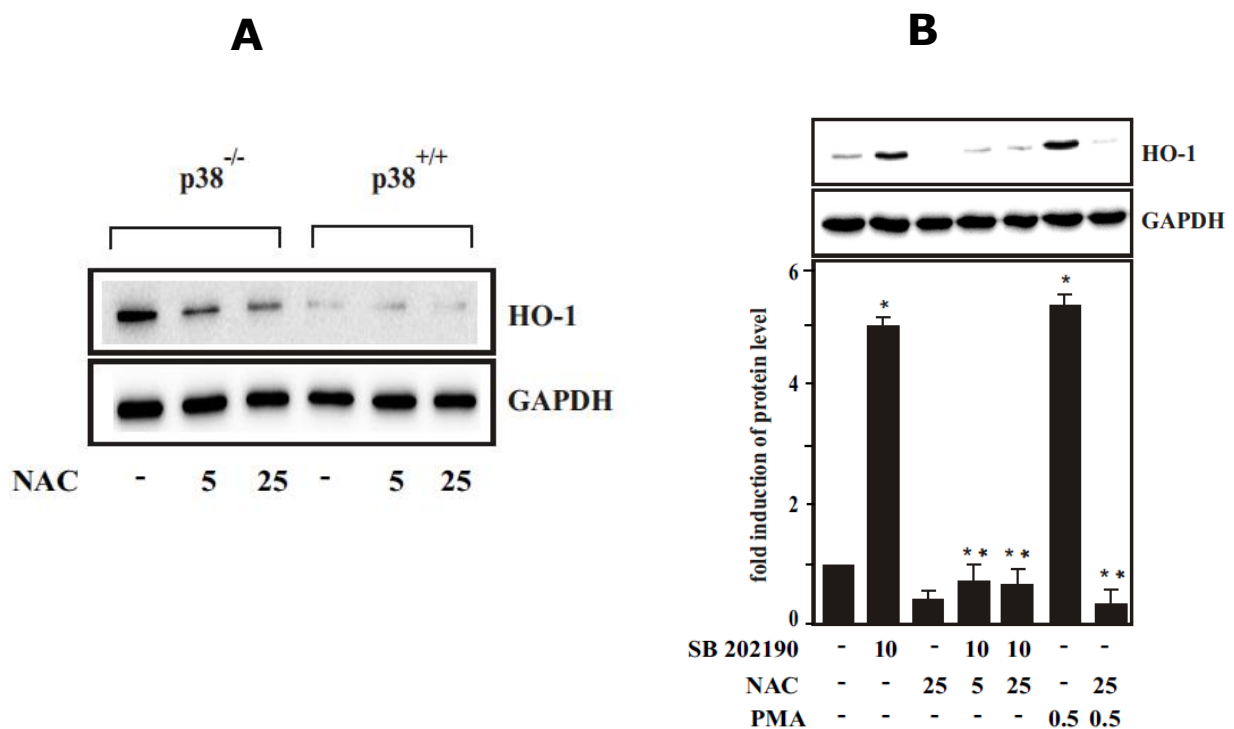 A
B
p38-/- p38+/+
HO-1
GAPDH
NAC - 5 25 - 5 25
HO-1
GAPDH
fold induction of protein level
6
4
2
0
*
** **
*
**
SB 202190 - 10 - 10 10 - -
NAC - - 25 5 25 - 25
PMA - - - - - 0.5 0.5